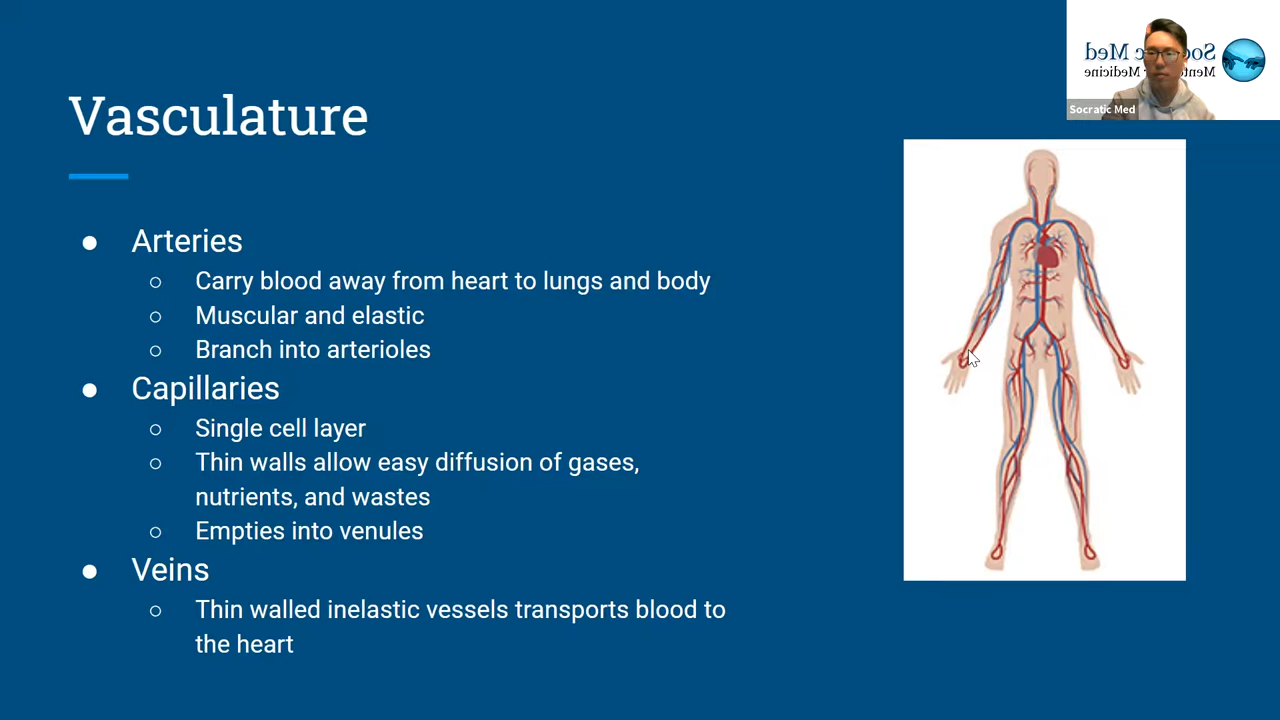 Vasculature
● Arteries
○ Carry blood away from heart to lungs and body
○ Muscular and elastic
○ Branch into arterioles
● Capillaries
○ Single cell layer
○ Thin walls allow easy diffusion of gases,
nutrients, and wastes
○ Empties into venules
● Veins
○ Thin walled inelastic vessels transports blood to
the heart
Med
Medicine
Socratic Med